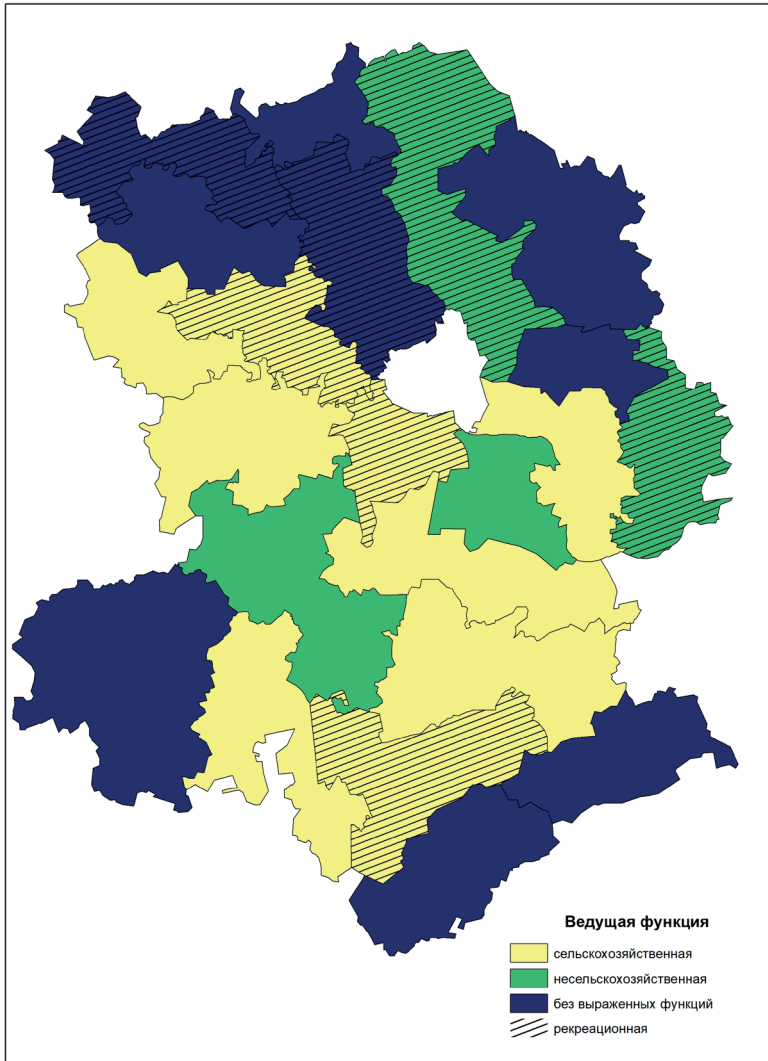 Ведущая функция
сельскохозяйственная
несельскохозяйственная
без выраженных функций
рекреационная